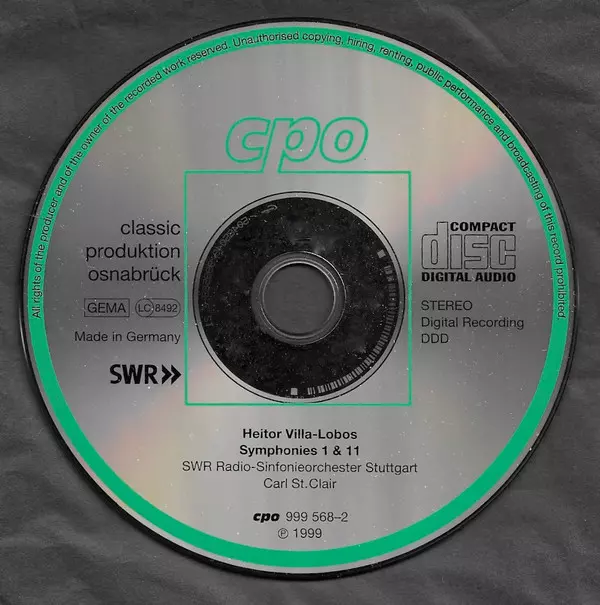 All rights of the producer and of the owner of the recorded work reserved. Unauthorised copying, hiring, renting, public performance and broadcasting of this record prohibited
cpo
classic
produktion
osnabrück
GEMA LC 8492
Made in Germany
SWR
COMPACT
disc
DIGITAL AUDIO
STEREO
Digital Recording
DDD
Heitor Villa-Lobos
Symphonies 1 & 11
SWR Radio-Sinfonieorchester Stuttgart
Carl St.Clair
cpo 999 568–2
℗ 1999